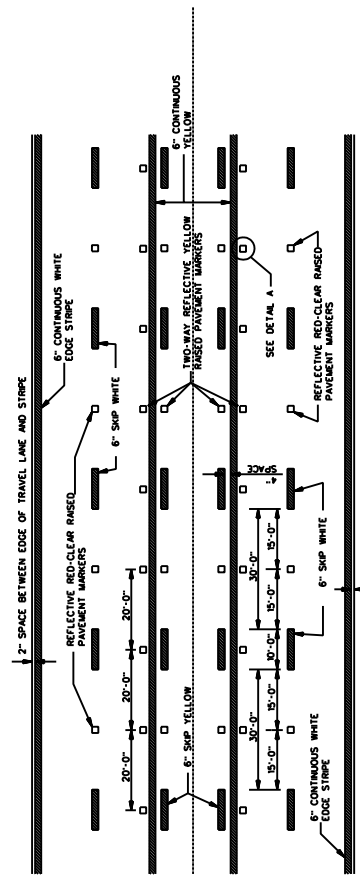 2" SPACE BETWEEN EDGE OF TRAVEL LANE AND STRIPE
6" CONTINUOUS WHITE
EDGE STRIPE
REFLECTIVE RED-CLEAR RAISED
PAVEMENT MARKERS
6" SKIP WHITE
20'-0"
20'-0"
20'-0"
6" CONTINUOUS
YELLOW
TWO-WAY REFLECTIVE YELLOW
RAISED PAVEMENT MARKERS
6" SKIP YELLOW
4"
SPACE
SEE DETAIL A
30'-0"
30'-0"
15'-0"
15'-0"
10'-0"
15'-0"
15'-0"
REFLECTIVE RED-CLEAR RAISED
PAVEMENT MARKERS
6" SKIP WHITE
6" CONTINUOUS WHITE
EDGE STRIPE